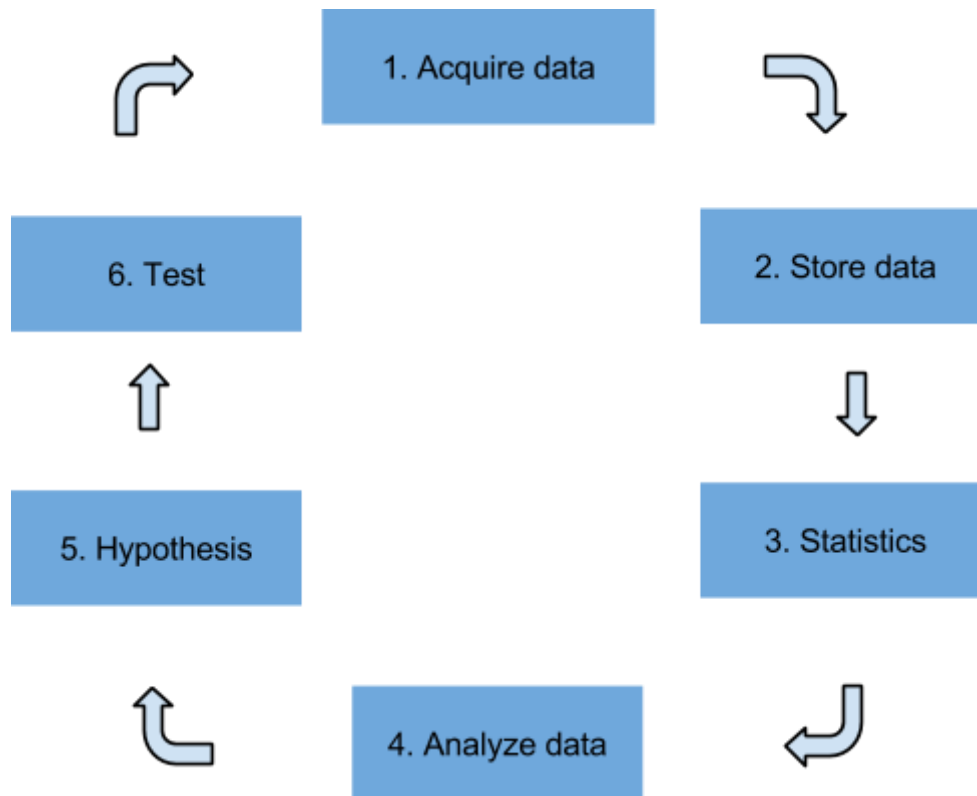 1. Acquire data
2. Store data
3. Statistics
4. Analyze data
5. Hypothesis
6. Test